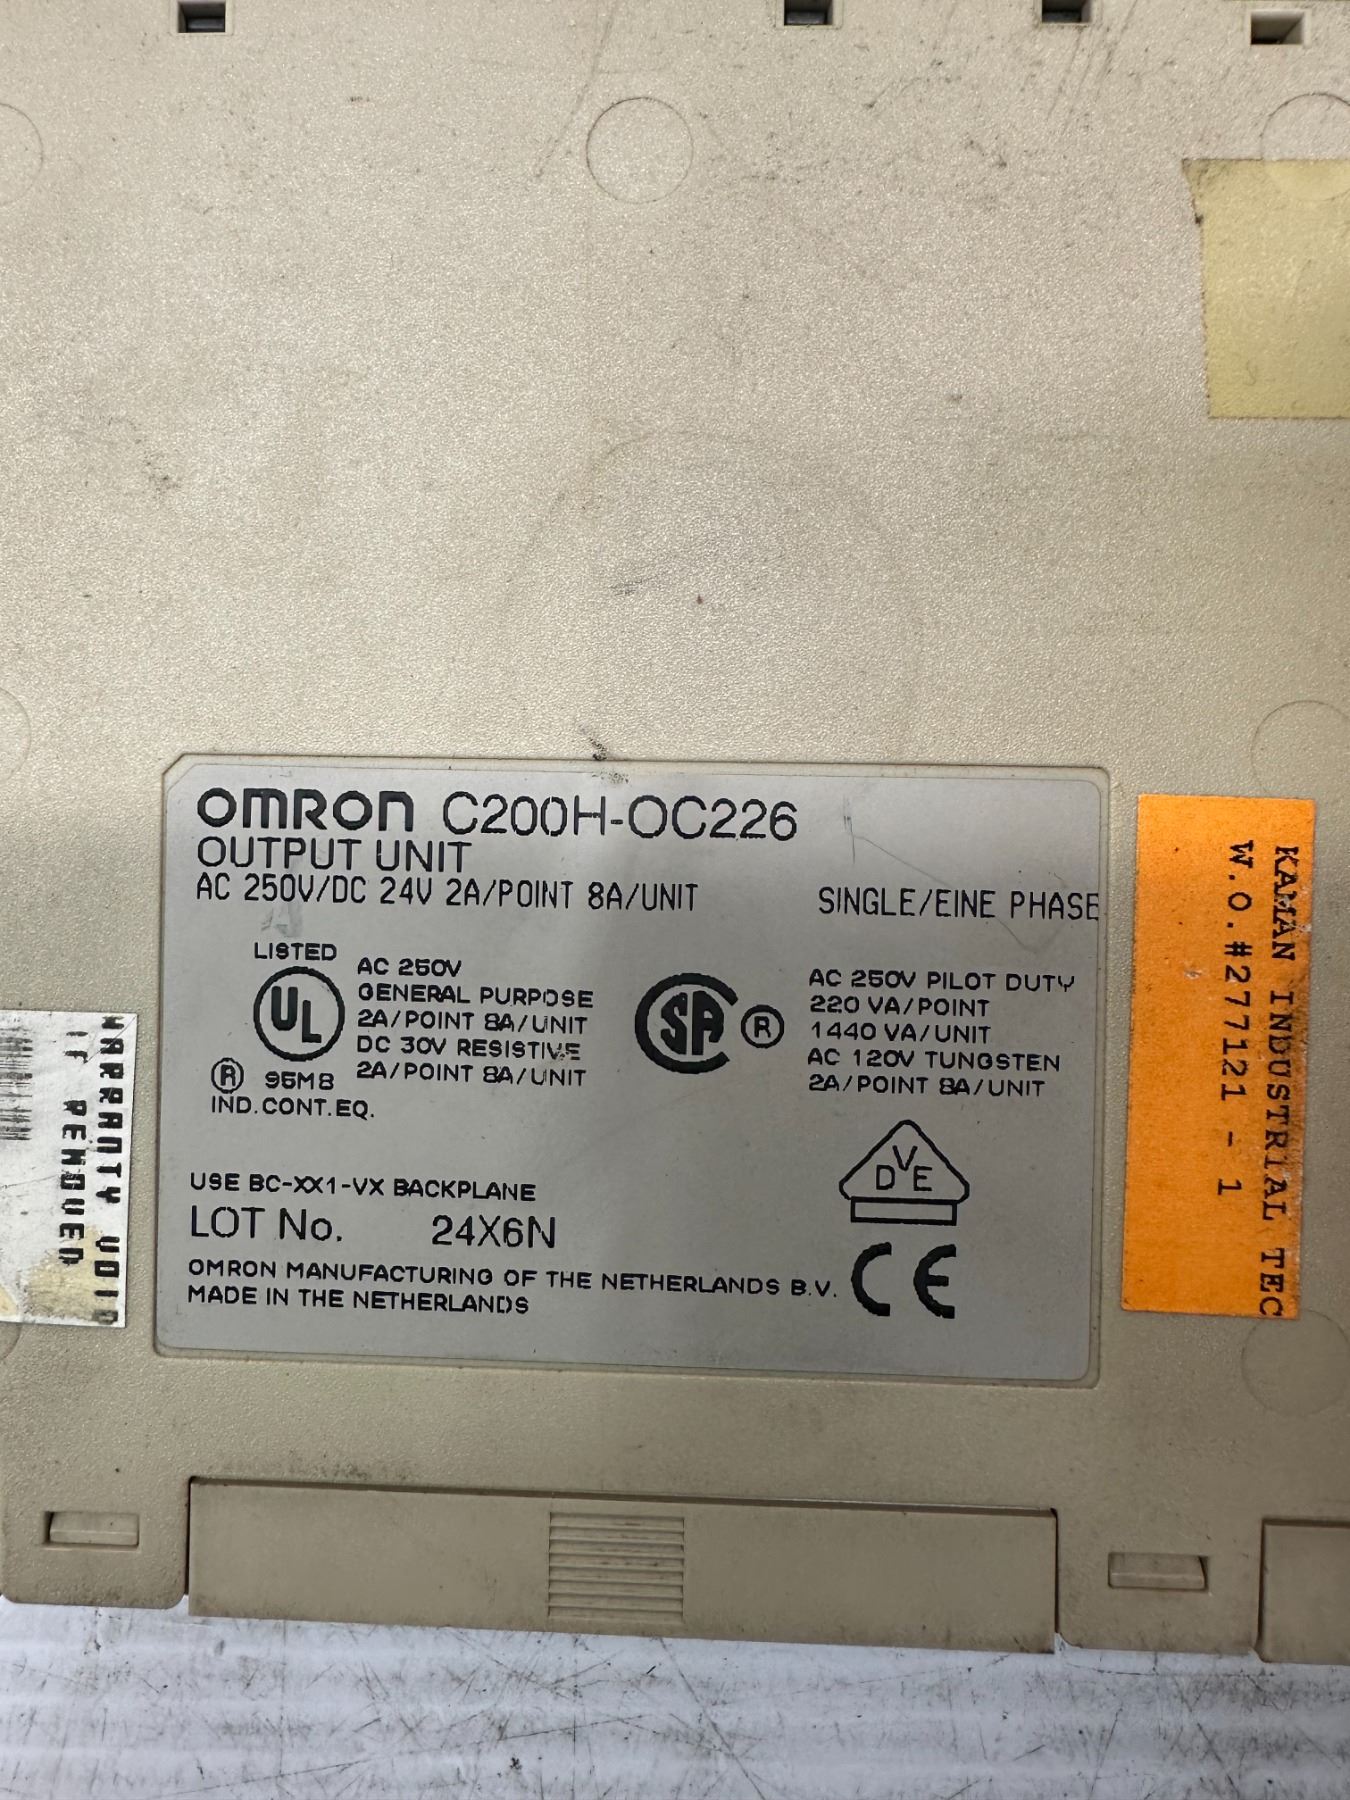 OMRON C200H-OC226
OUTPUT UNIT
AC 250V/DC 24V 2A/POINT 8A/UNIT
SINGLE/EINE PHASE
LISTED
UL
® 95M8
IND.CONT.EQ.
AC 250V
GENERAL PURPOSE
2A/POINT 8A/UNIT
DC 30V RESISTIVE
2A/POINT 8A/UNIT
SA ®
AC 250V PILOT DUTY
220 VA/POINT
1440 VA/UNIT
AC 120V TUNGSTEN
2A/POINT 8A/UNIT
DVE
USE BC-XX1-VX BACKPLANE
LOT No. 24X6N
OMRON MANUFACTURING OF THE NETHERLANDS B.V.
MADE IN THE NETHERLANDS
CE
KAMAN INDUSTRIAL TEC
W.O.#277121 - 1
WARRANTY VOID
IF REMOVED